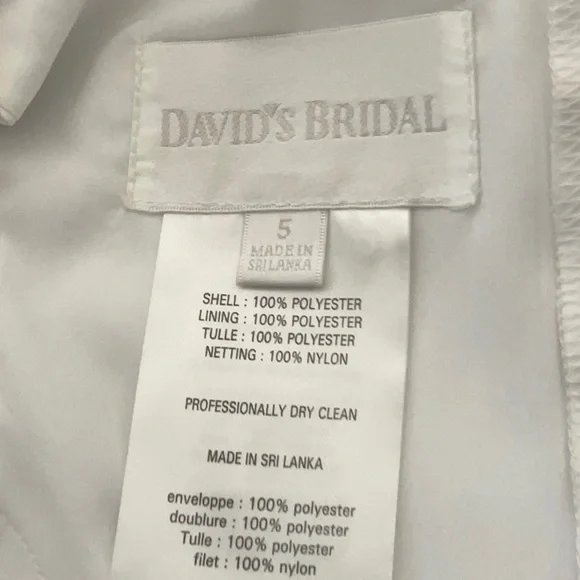 DAVID'S BRIDAL
5
MADE IN
SRI LANKA
SHELL : 100% POLYESTER
LINING : 100% POLYESTER
TULLE : 100% POLYESTER
NETTING : 100% NYLON
PROFESSIONALLY DRY CLEAN
MADE IN SRI LANKA
enveloppe : 100% polyester
doublure : 100% polyester
Tulle : 100% polyester
filet : 100% nylon